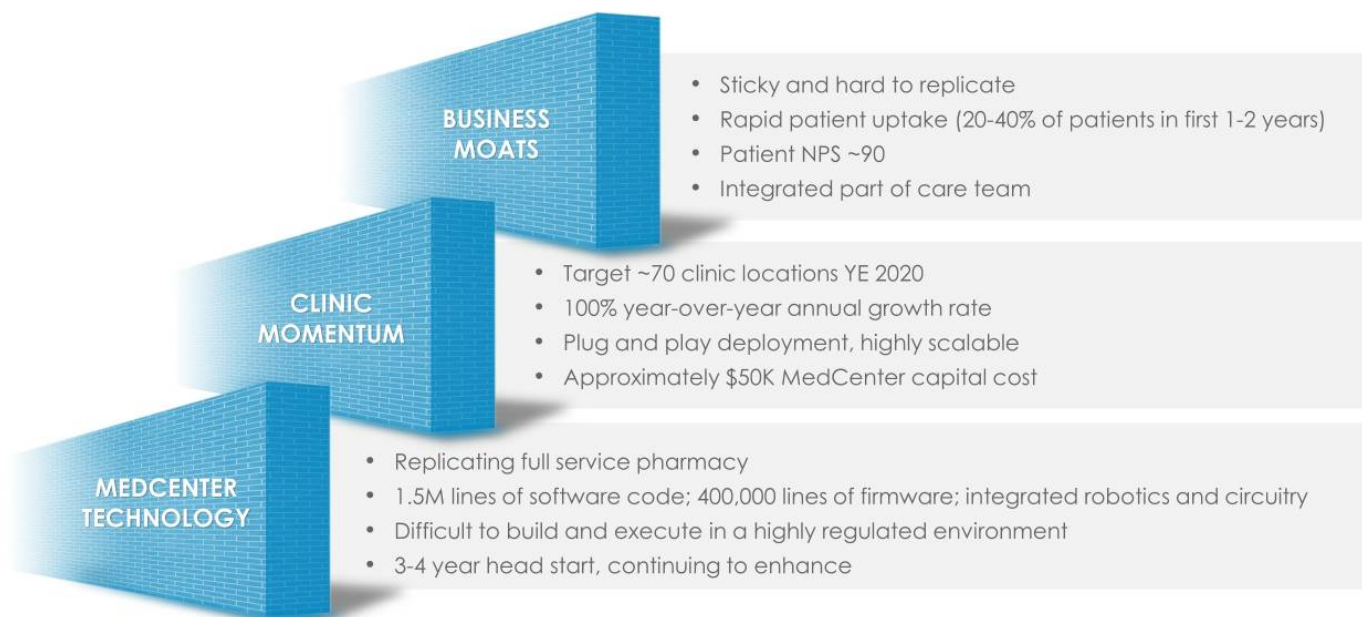 BUSINESS
MOATS
• Sticky and hard to replicate
• Rapid patient uptake (20-40% of patients in first 1-2 years)
• Patient NPS ~90
• Integrated part of care team
CLINIC
MOMENTUM
• Target ~70 clinic locations YE 2020
• 100% year-over-year annual growth rate
• Plug and play deployment, highly scalable
• Approximately $50K MedCenter capital cost
MEDCENTER
TECHNOLOGY
• Replicating full service pharmacy
• 1.5M lines of software code; 400,000 lines of firmware; integrated robotics and circuitry
• Difficult to build and execute in a highly regulated environment
• 3-4 year head start, continuing to enhance